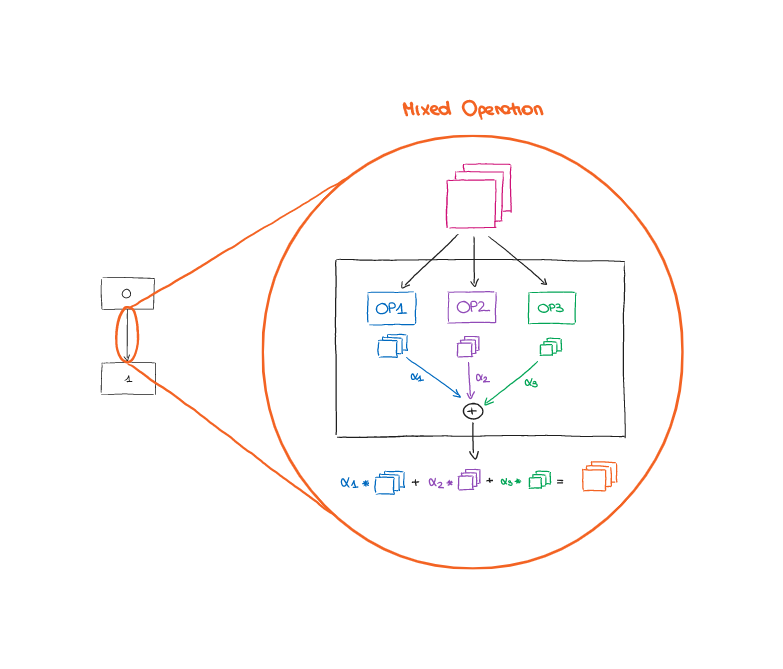 Mixed Operation
0
1
OP1 OP2 OP3
α1 α2 α3
+
α1* + α2* + α3* =